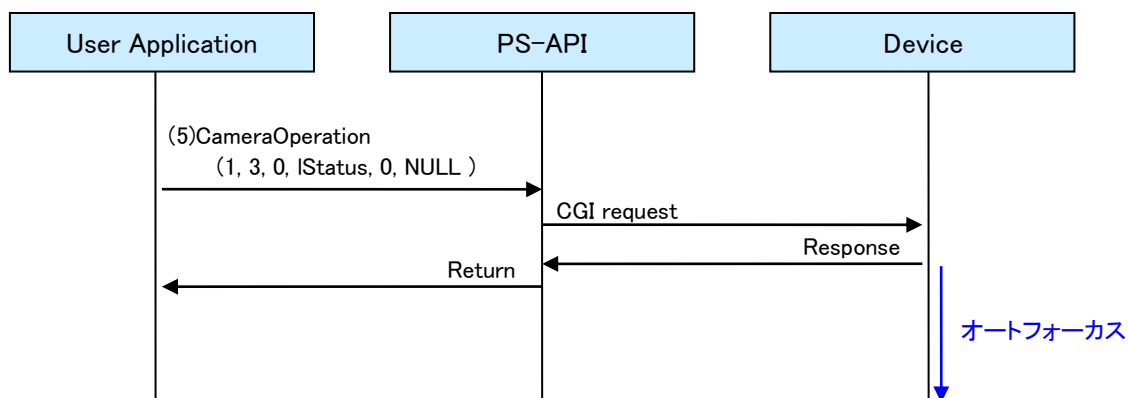 User Application
PS-API
Device
(5)CameraOperation
(1, 3, 0, lStatus, 0, NULL )
CGI request
Response
Return
オートフォーカス